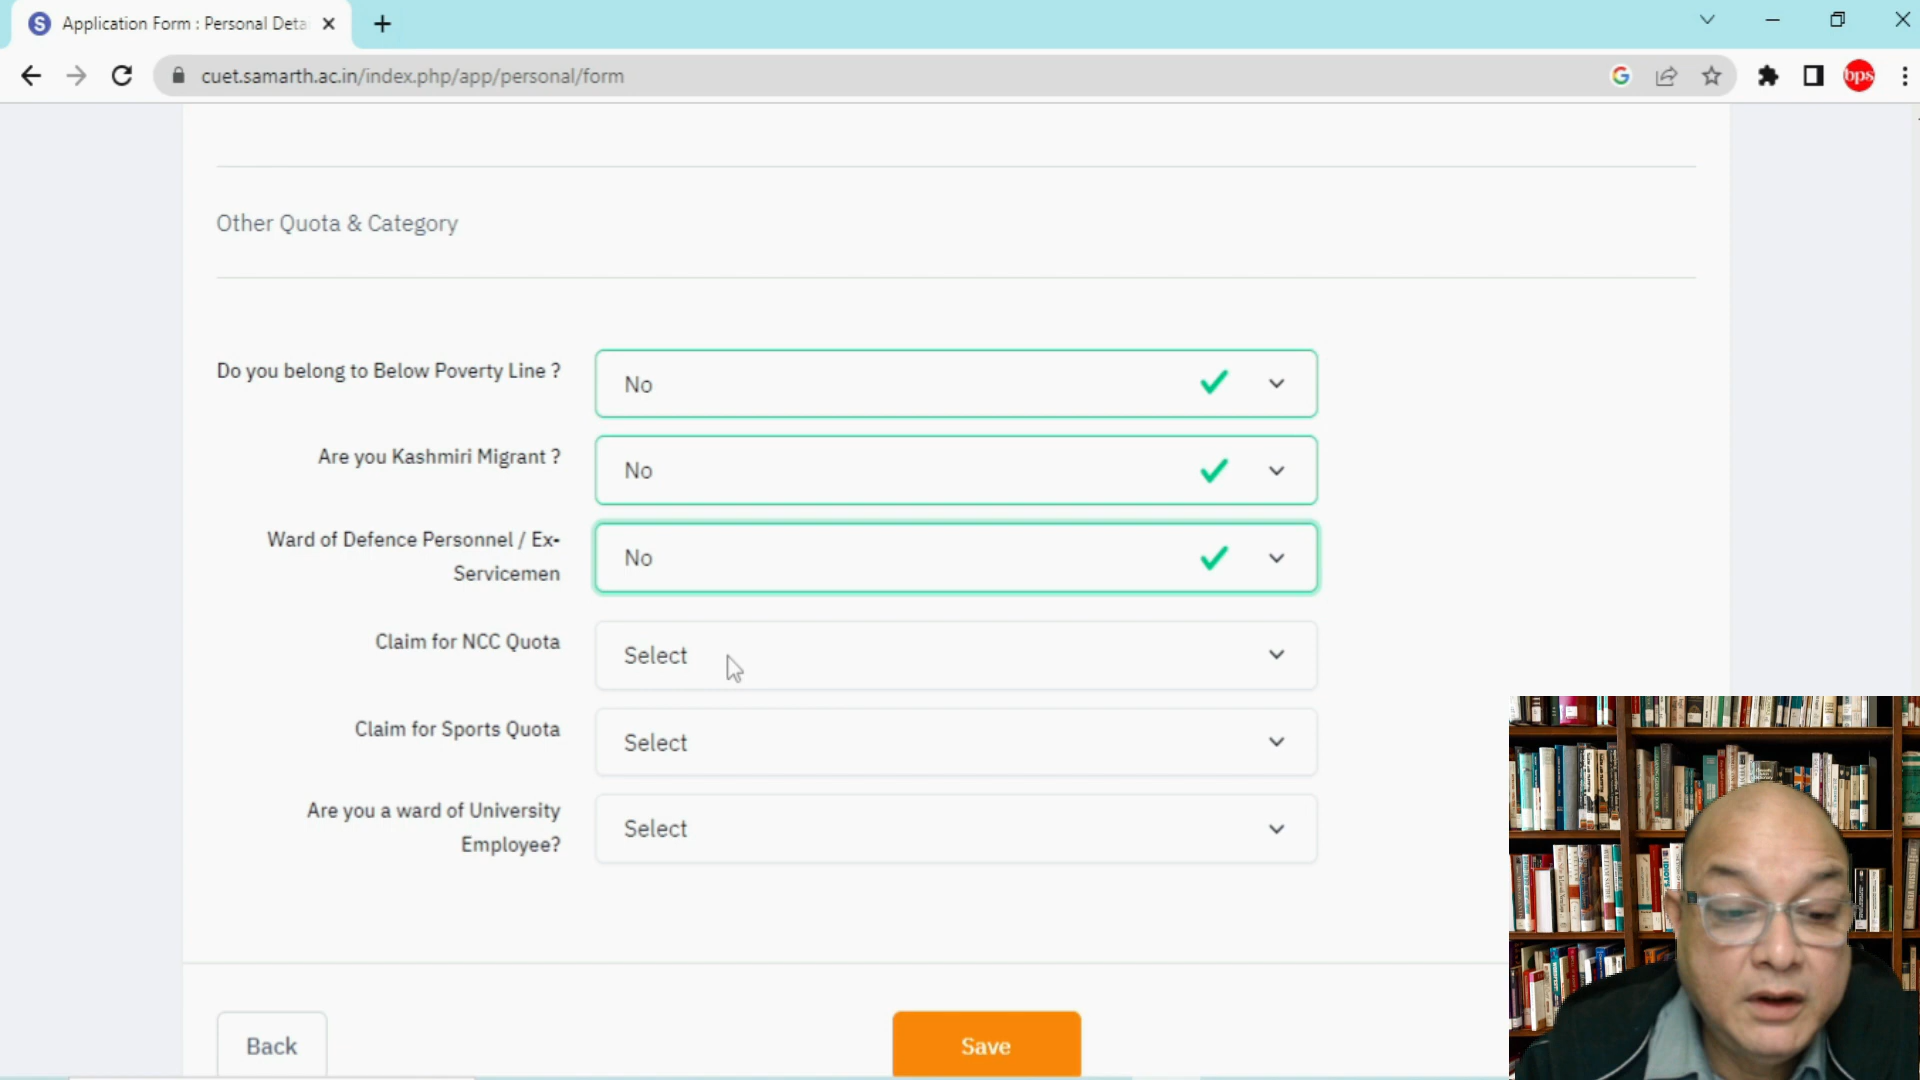 S Application Form : Personal Deta
cuet.samarth.ac.in/index.php/app/personal/form
bps
Other Quota & Category
Do you belong to Below Poverty Line ?
No
Are you Kashmiri Migrant ?
No
Ward of Defence Personnel / Ex-
Servicemen
No
Claim for NCC Quota
Select
Claim for Sports Quota
Select
Are you a ward of University
Employee?
Select
Back
Save